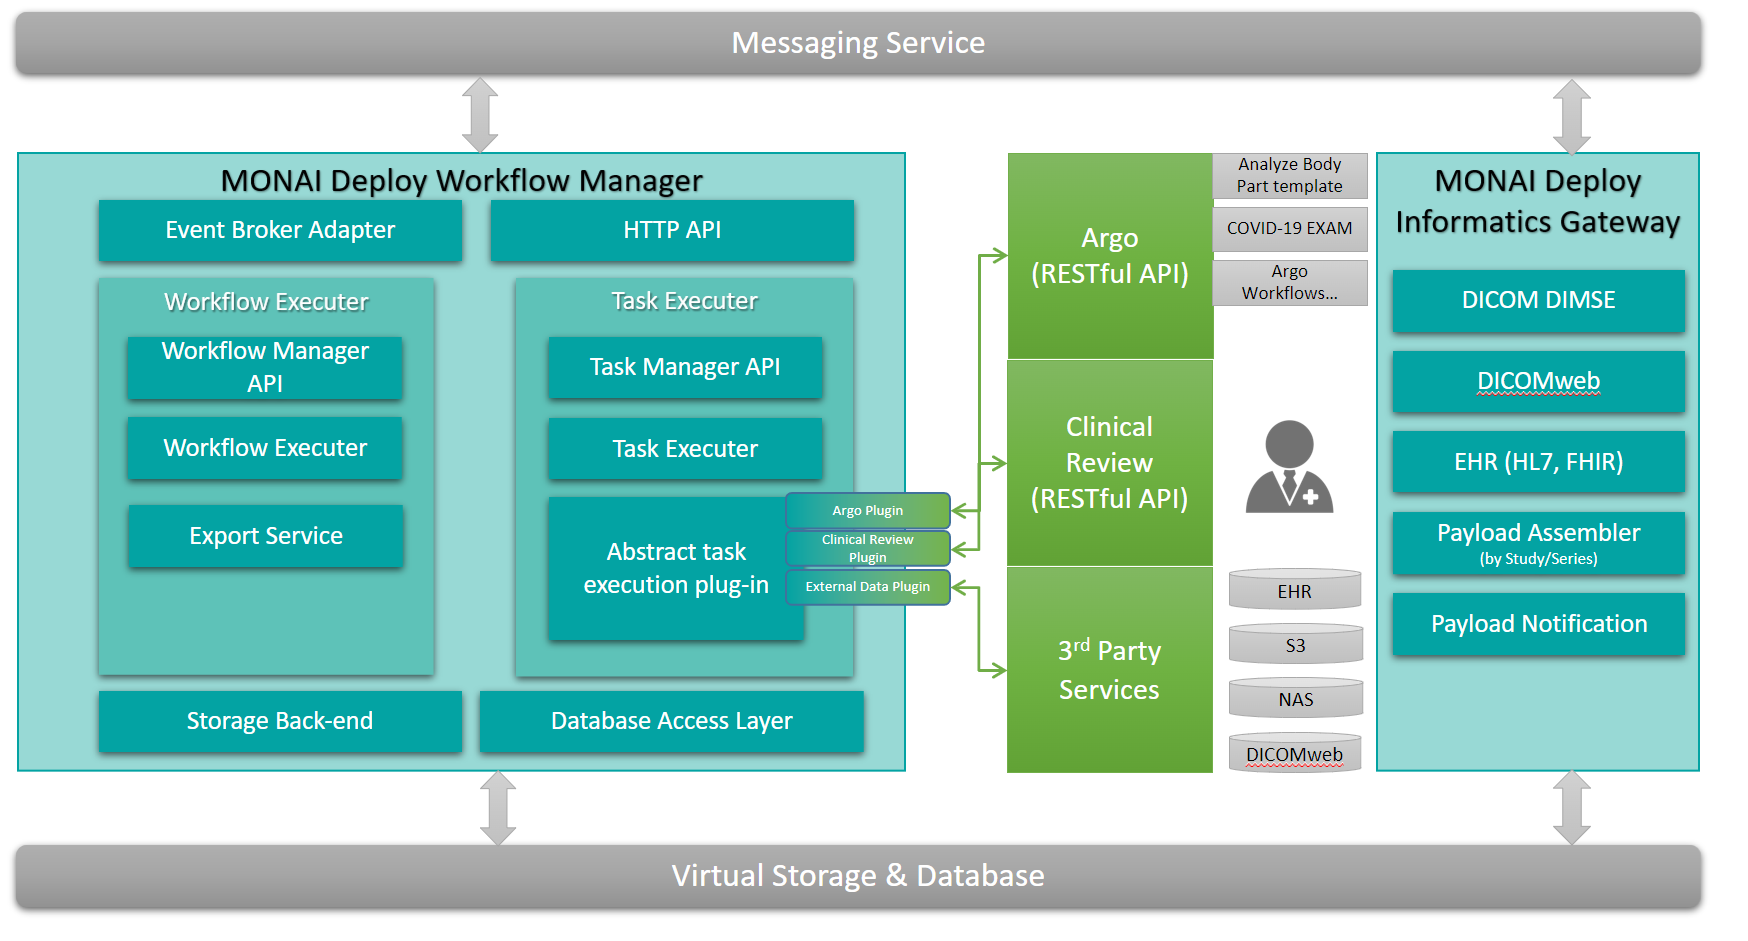 Messaging Service
MONAI Deploy Workflow Manager
Event Broker Adapter
HTTP API
Workflow Executer
Workflow Manager
API
Workflow Executer
Export Service
Task Executer
Task Manager API
Task Executer
Abstract task
execution plug-in
Argo Plugin
Clinical Review
Plugin
External Data Plugin
Storage Back-end
Database Access Layer
Argo
(RESTful API)
Analyze Body
Part template
COVID-19 EXAM
Argo
Workflows...
Clinical
Review
(RESTful API)
3rd Party
Services
EHR
S3
NAS
DICOMweb
MONAI Deploy
Informatics Gateway
DICOM DIMSE
DICOMweb
EHR (HL7, FHIR)
Payload Assembler
(by Study/Series)
Payload Notification
Virtual Storage & Database